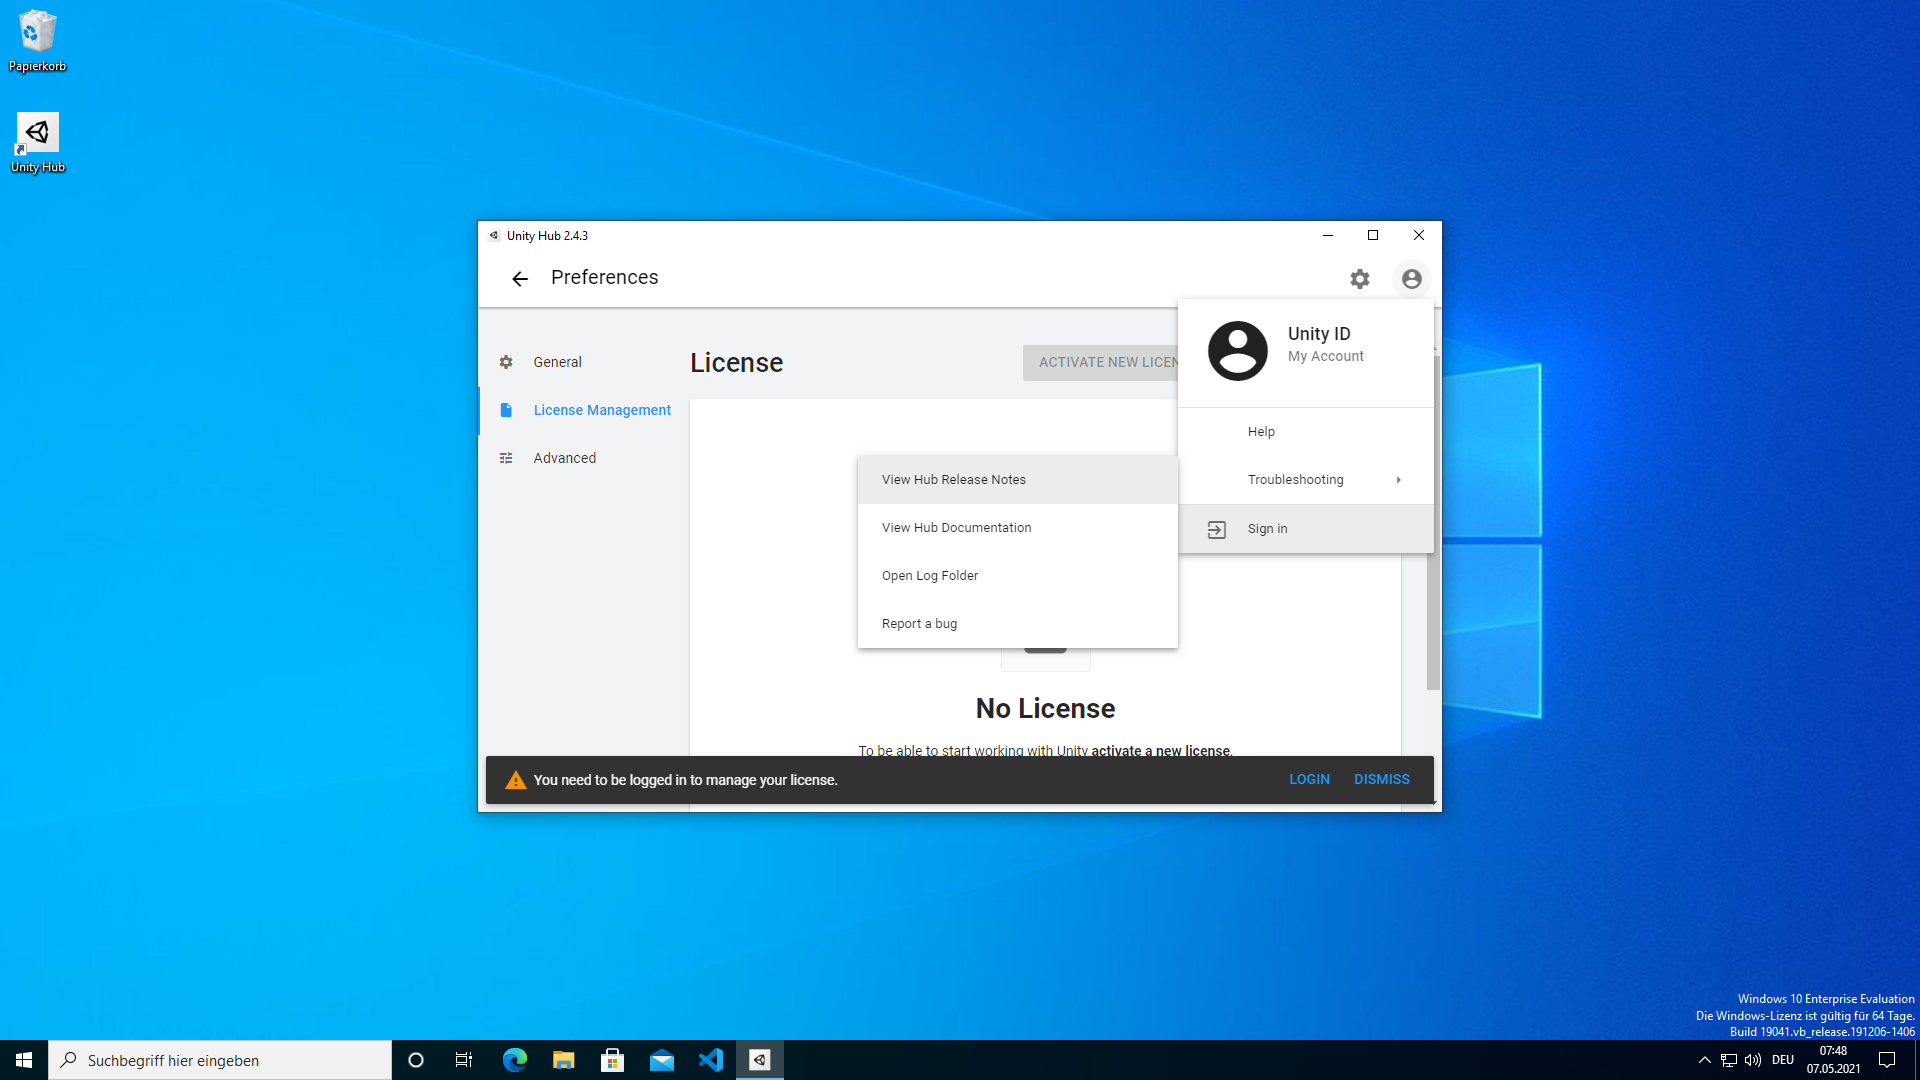 Papierkorb
Unity Hub
Unity Hub 2.4.3
Preferences
Unity ID
My Account
General
License Management
Advanced
License
ACTIVATE NEW LICEN
Help
Troubleshooting
Sign in
View Hub Release Notes
View Hub Documentation
Open Log Folder
Report a bug
No License
To be able to start working with Unity activate a new license.
You need to be logged in to manage your license.
LOGIN
DISMISS
Windows 10 Enterprise Evaluation
Die Windows-Lizenz ist gültig für 64 Tage.
Build 19041.vb_release.191206-1406
Suchbegriff hier eingeben
DEU
07:48
07.05.2021